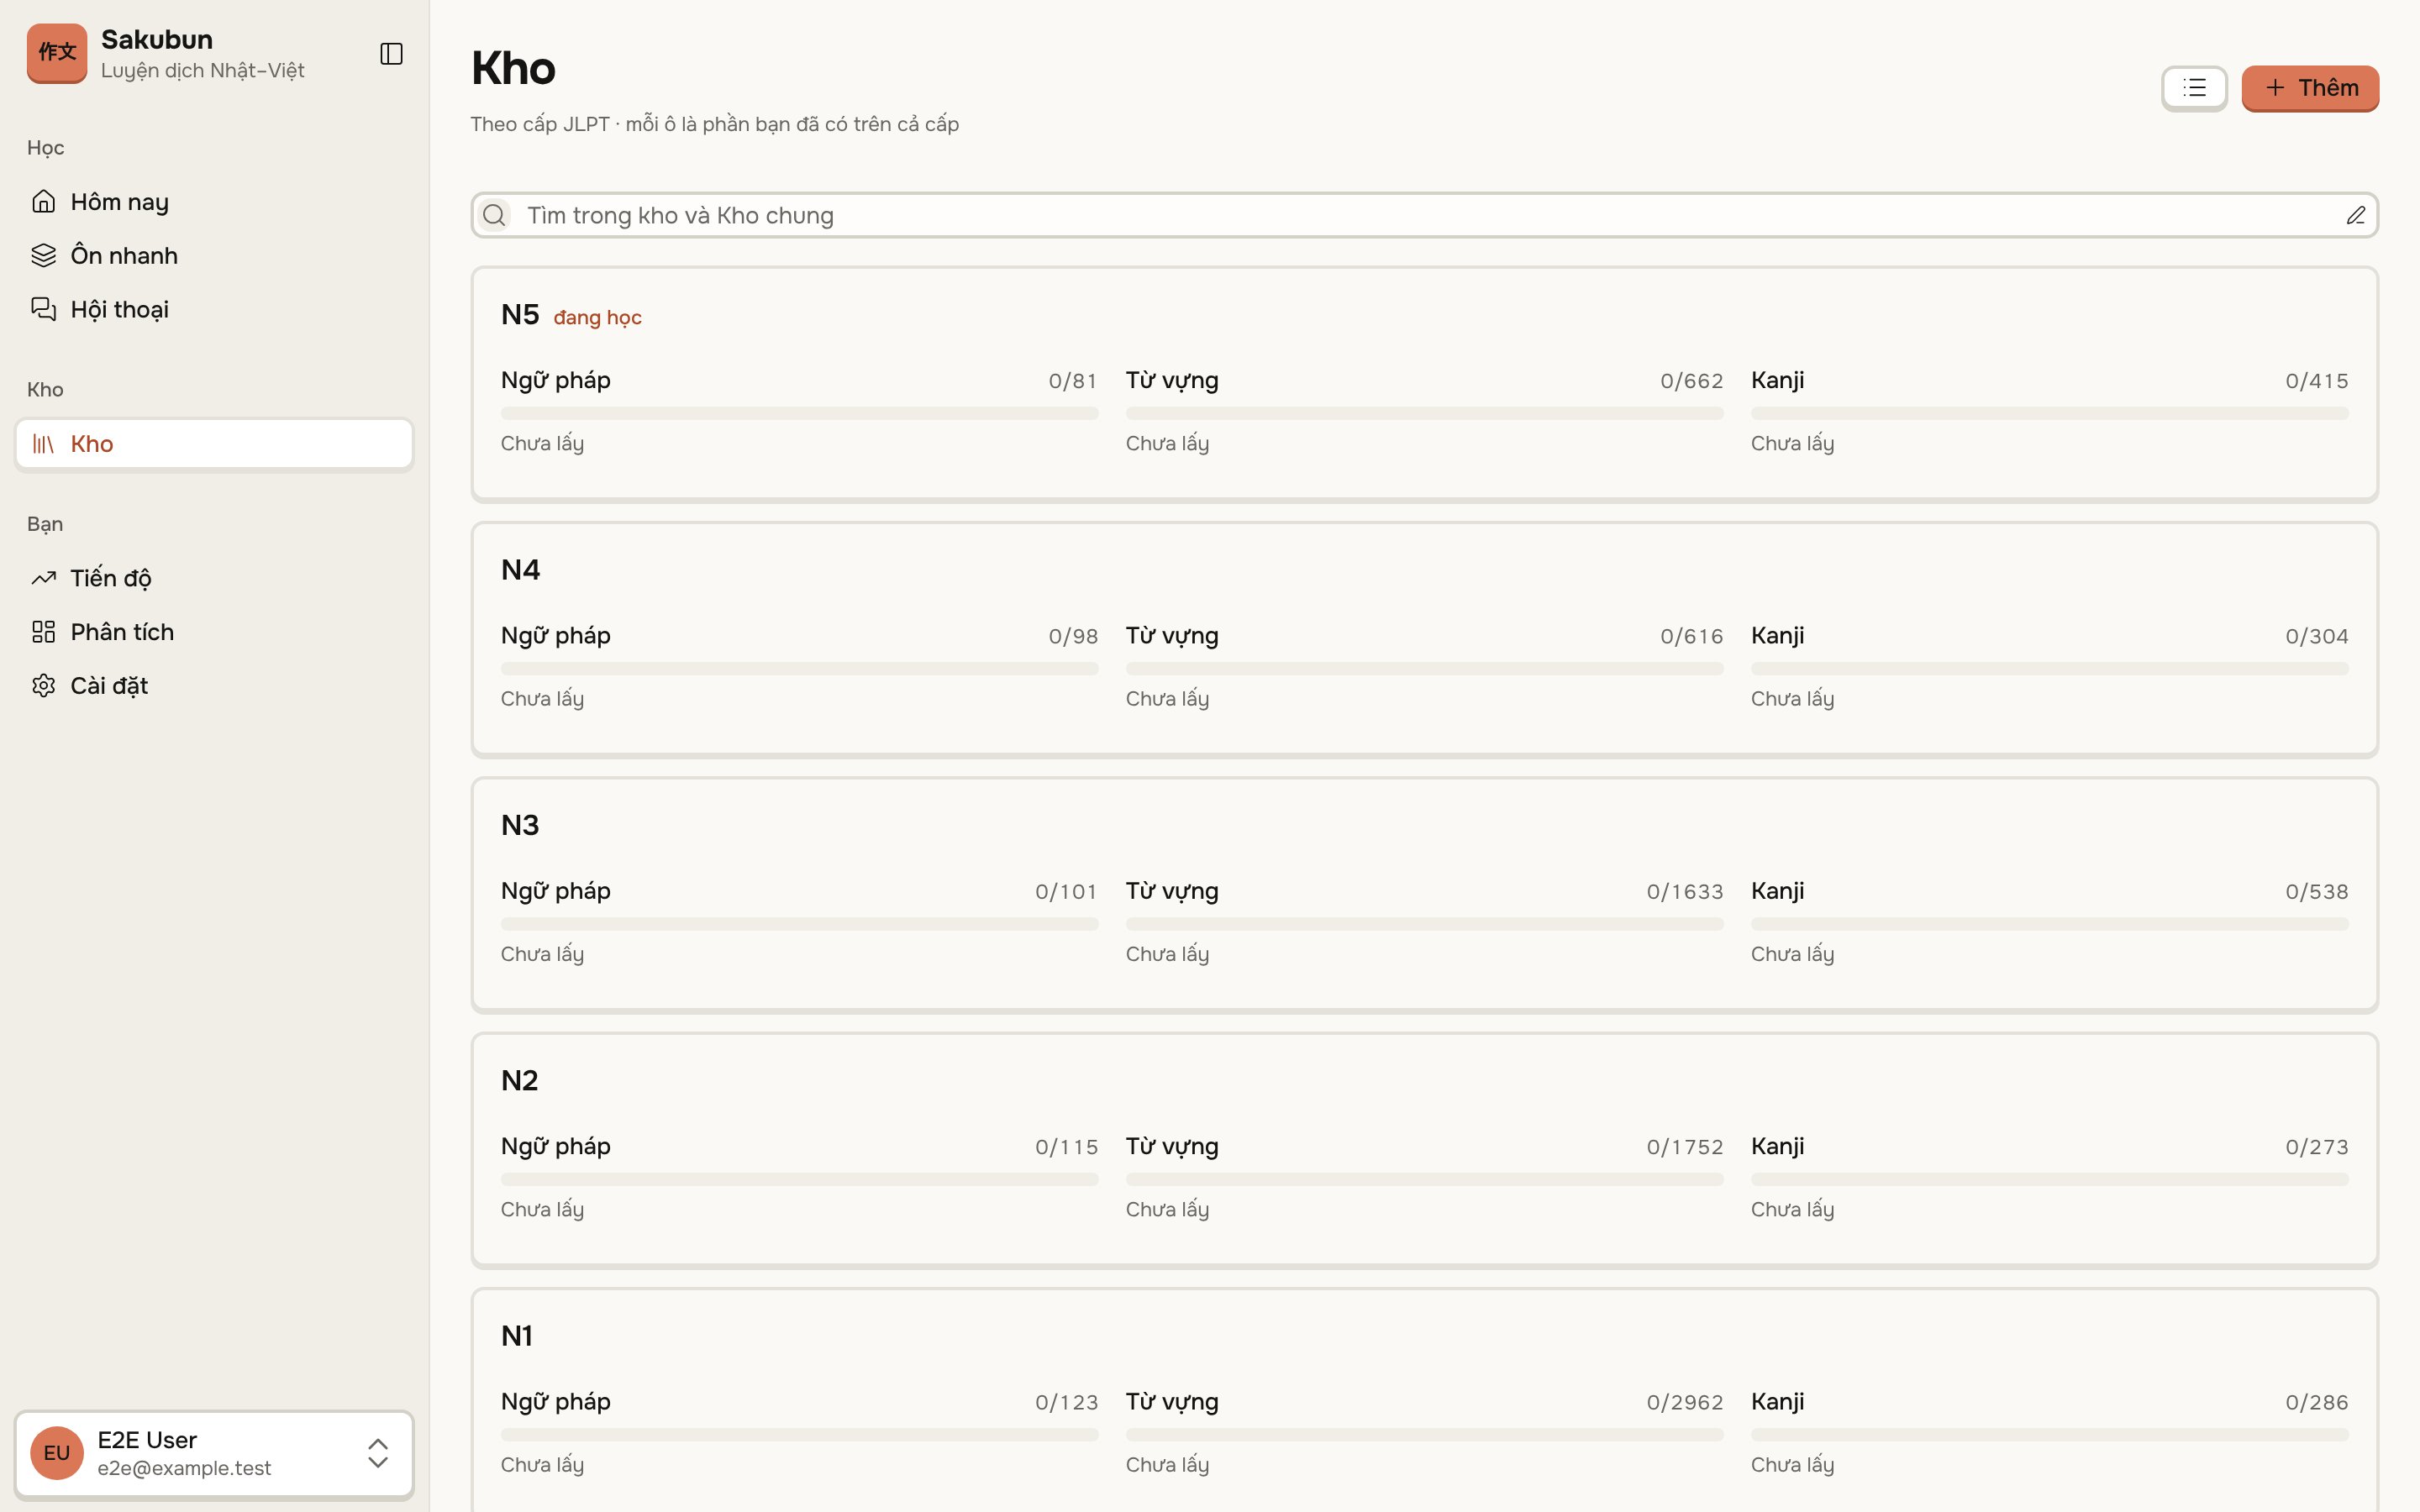 作文
Sakubun
Luyện dịch Nhật–Việt
Học
Hôm nay
Ôn nhanh
Hội thoại
Kho
Kho
Bạn
Tiến độ
Phân tích
Cài đặt
EU
E2E User
e2e@example.test
Kho
Theo cấp JLPT · mỗi ô là phần bạn đã có trên cả cấp
Thêm
Tìm trong kho và Kho chung
N5 đang học
Ngữ pháp 0/81 Từ vựng 0/662 Kanji 0/415
Chưa lấy Chưa lấy Chưa lấy
N4
Ngữ pháp 0/98 Từ vựng 0/616 Kanji 0/304
Chưa lấy Chưa lấy Chưa lấy
N3
Ngữ pháp 0/101 Từ vựng 0/1633 Kanji 0/538
Chưa lấy Chưa lấy Chưa lấy
N2
Ngữ pháp 0/115 Từ vựng 0/1752 Kanji 0/273
Chưa lấy Chưa lấy Chưa lấy
N1
Ngữ pháp 0/123 Từ vựng 0/2962 Kanji 0/286
Chưa lấy Chưa lấy Chưa lấy